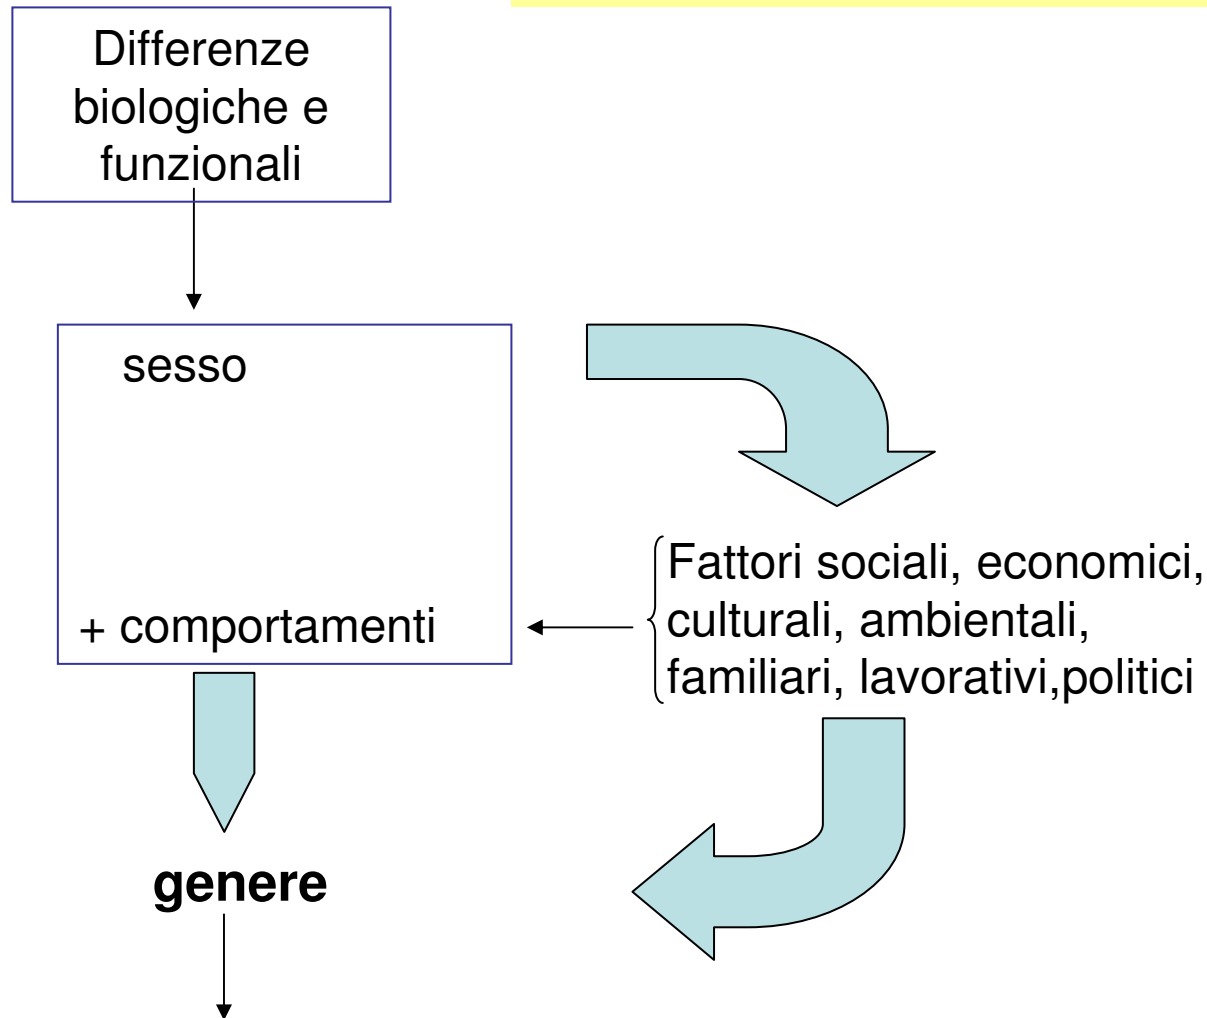 Differenze
biologiche e
funzionali
sesso
+ comportamenti
Fattori sociali, economici,
culturali, ambientali,
familiari, lavorativi,politici
genere